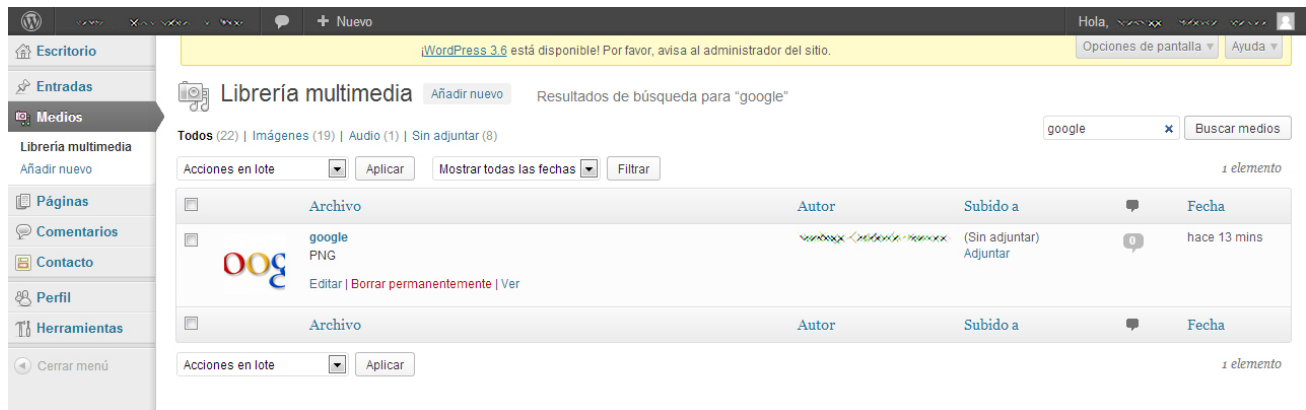 Nuevo
Hola,
¡WordPress 3.6 está disponible! Por favor, avisa al administrador del sitio.
Opciones de pantalla
Ayuda
Escritorio
Entradas
Medios
Librería multimedia
Añadir nuevo
Páginas
Comentarios
Contacto
Perfil
Herramientas
Cerrar menú
Librería multimedia Añadir nuevo Resultados de búsqueda para “google”
Todos (22) | Imágenes (19) | Audio (1) | Sin adjuntar (8)
google
Buscar medios
Acciones en lote Aplicar Mostrar todas las fechas Filtrar 1 elemento
Archivo Autor Subido a Fecha
oog
google
PNG
Editar | Borrar permanentemente | Ver
(Sin adjuntar)
Adjuntar
0
hace 13 mins
Archivo Autor Subido a Fecha
Acciones en lote Aplicar 1 elemento